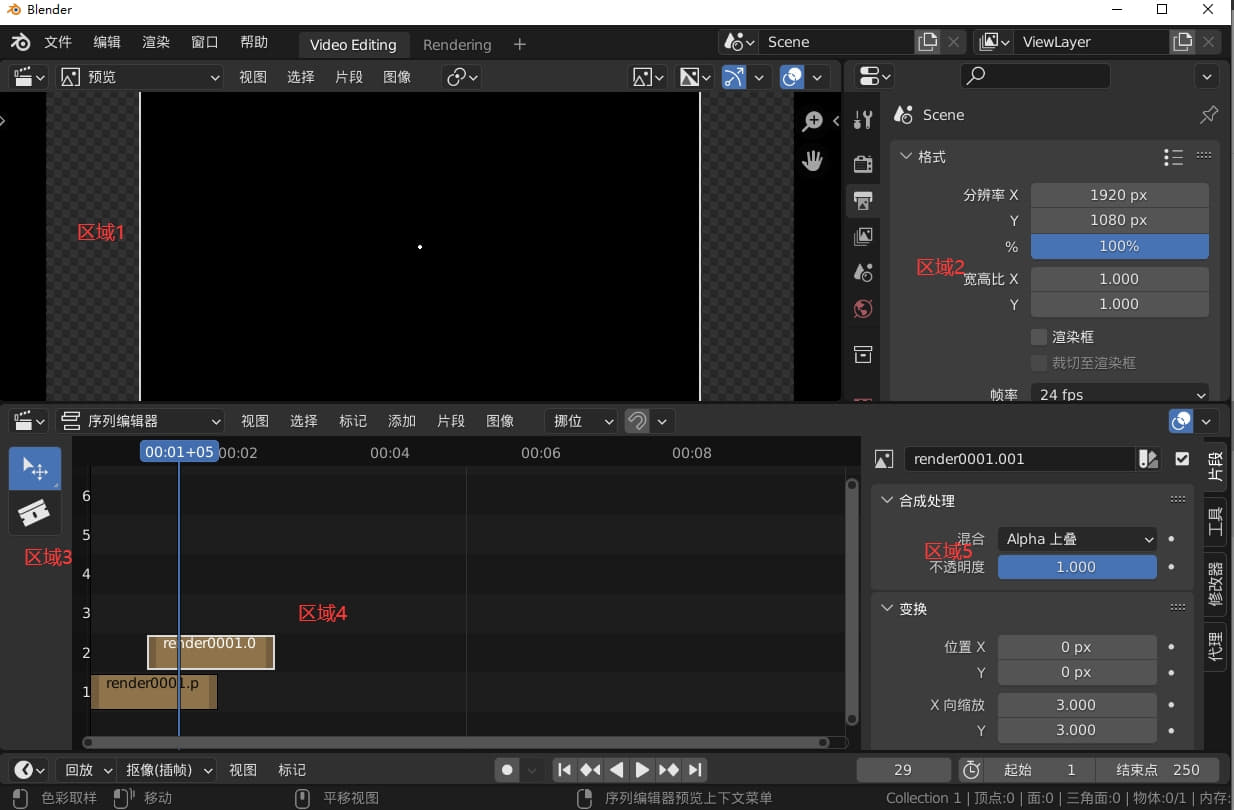 Blender
文件 编辑 渲染 窗口 帮助 Video Editing Rendering + Scene ViewLayer
预览 视图 选择 片段 图像
Scene
格式
分辨率 X 1920 px
Y 1080 px
% 100%
宽高比 X 1.000
Y 1.000
渲染框
裁切至渲染框
帧率 24 fps
区域1
区域2
序列编辑器 视图 选择 标记 添加 片段 图像 挪位
00:01+05 00:02 00:04 00:06 00:08
6
5
4
3
2
1
区域3
区域4
render0001.0
render0001.p
render0001.001
合成处理
混合 Alpha 上叠
区域5
不透明度 1.000
变换
位置 X 0 px
Y 0 px
X 向缩放 3.000
Y 3.000
片段
工具
修改器
代理
回放 抠像(插帧) 视图 标记 29 起始 1 结束点 250
色彩取样 移动 平移视图 序列编辑器预览上下文菜单 Collection 1 | 顶点:0 | 面:0 | 三角面:0 | 物体:0/1 | 内存: